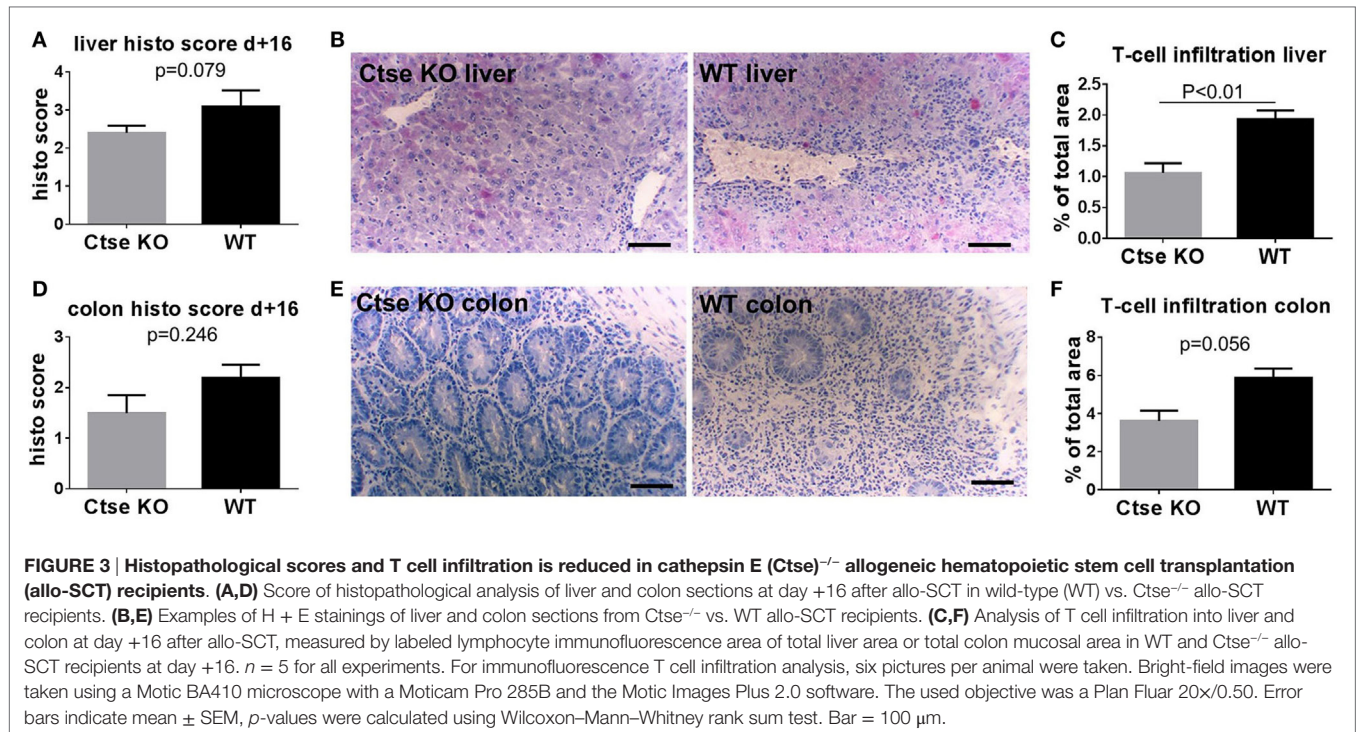 A
liver histo score d+16
p=0.079
histo score
4
3
2
1
0
Ctse KO
WT
B
Ctse KO liver
WT liver
C
T-cell infiltration liver
P<0.01
% of total area
2.5
2.0
1.5
1.0
0.5
0.0
Ctse KO
WT
D
colon histo score d+16
p=0.246
histo score
3
2
1
0
Ctse KO
WT
E
Ctse KO colon
WT colon
F
T-cell infiltration colon
p=0.056
% of total area
8
6
4
2
0
Ctse KO
WT
FIGURE 3 | Histopathological scores and T cell infiltration is reduced in cathepsin E (Ctse)⁻/⁻ allogeneic hematopoietic stem cell transplantation
(allo-SCT) recipients. (A,D) Score of histopathological analysis of liver and colon sections at day +16 after allo-SCT in wild-type (WT) vs. Ctse⁻/⁻ allo-SCT
recipients. (B,E) Examples of H + E stainings of liver and colon sections from Ctse⁻/⁻ vs. WT allo-SCT recipients. (C,F) Analysis of T cell infiltration into liver and
colon at day +16 after allo-SCT, measured by labeled lymphocyte immunofluorescence area of total liver area or total colon mucosal area in WT and Ctse⁻/⁻ allo-
SCT recipients at day +16. n = 5 for all experiments. For immunofluorescence T cell infiltration analysis, six pictures per animal were taken. Bright-field images were
taken using a Motic BA410 microscope with a Moticam Pro 285B and the Motic Images Plus 2.0 software. The used objective was a Plan Fluar 20×/0.50. Error
bars indicate mean ± SEM, p-values were calculated using Wilcoxon–Mann–Whitney rank sum test. Bar = 100 μm.